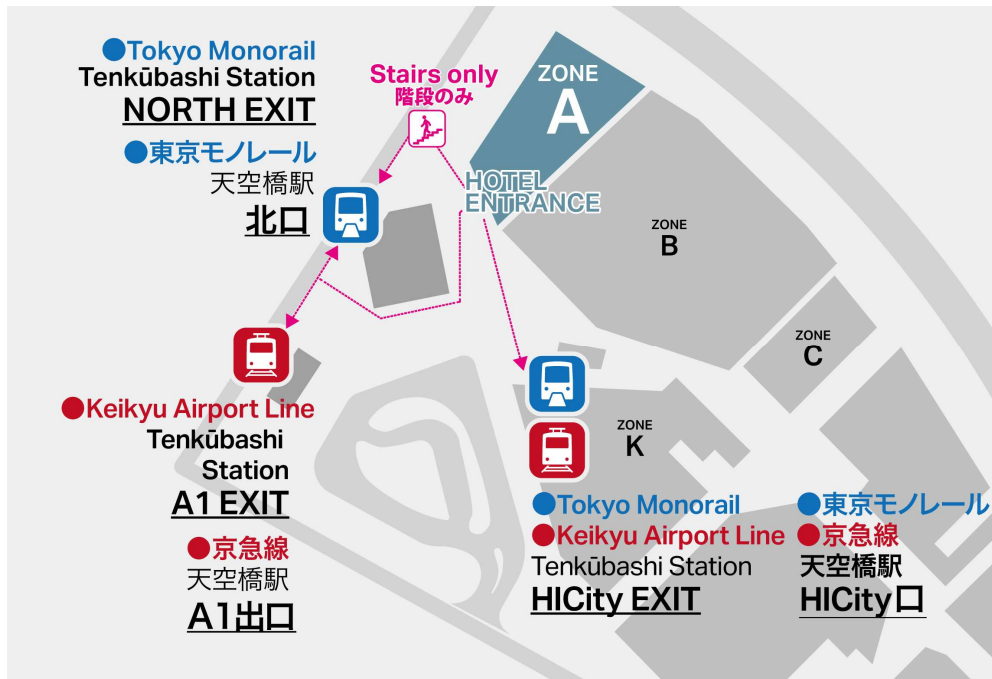 ●Tokyo Monorail
Tenkūbashi Station
NORTH EXIT
●東京モノレール
天空橋駅
北口
Stairs only
階段のみ
ZONE
A
HOTEL
ENTRANCE
ZONE
B
ZONE
C
ZONE
K
●Keikyu Airport Line
Tenkūbashi
Station
A1 EXIT
●京急線
天空橋駅
A1出口
●Tokyo Monorail
●Keikyu Airport Line
Tenkūbashi Station
HICity EXIT
●東京モノレール
●京急線
天空橋駅
HICity口